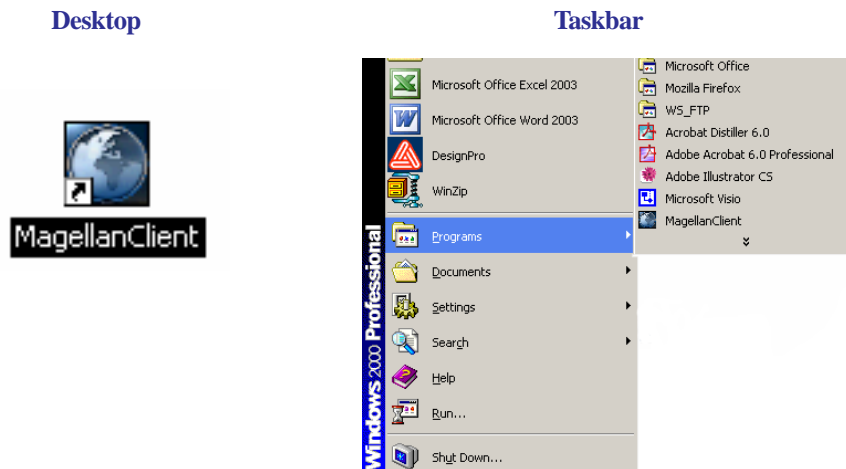 Desktop
Taskbar
MagellanClient
Microsoft Office Excel 2003
Microsoft Office Word 2003
DesignPro
WinZip
Programs
Documents
Settings
Search
Help
Run...
Shut Down...
Windows 2000 Professional
Microsoft Office
Mozilla Firefox
WS_FTP
Acrobat Distiller 6.0
Adobe Acrobat 6.0 Professional
Adobe Illustrator CS
Microsoft Visio
MagellanClient